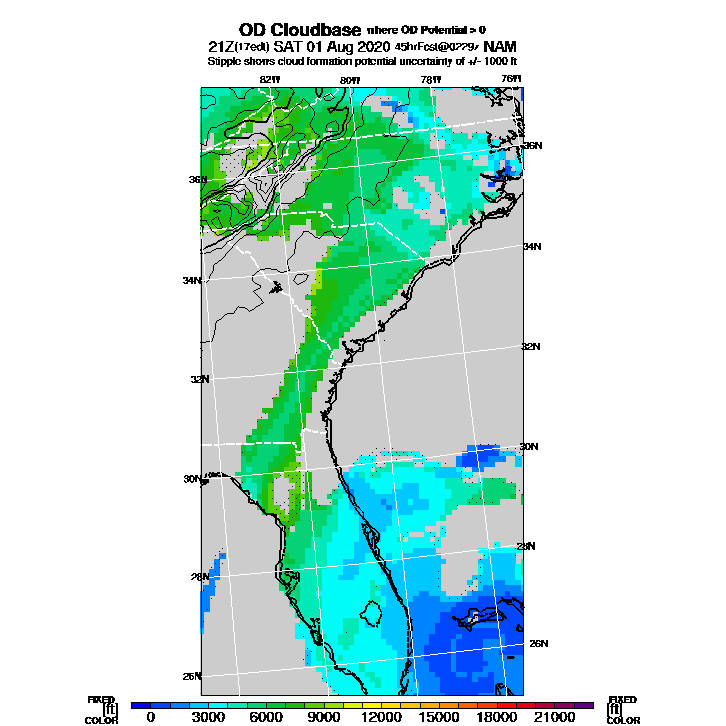 OD Cloudbase where OD Potential > 0
21Z(17edt) SAT 01 Aug 2020 45hrFcst@0229z NAM
Stipple shows cloud formation potential uncertainty of +/- 1000 ft
82W 80W 78W 76W
36N
36N
34N
34N
32N
32N
30N
30N
28N
28N
26N
26N
FIXED FIXED
[ft] [ft]
COLOR COLOR
0 3000 6000 9000 12000 15000 18000 21000